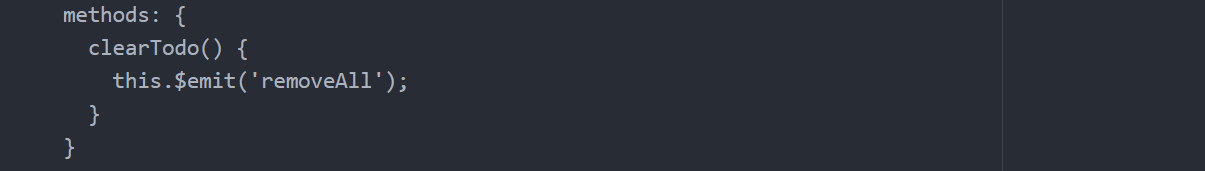 methods: {
  clearTodo() {
    this.$emit('removeAll');
  }
}